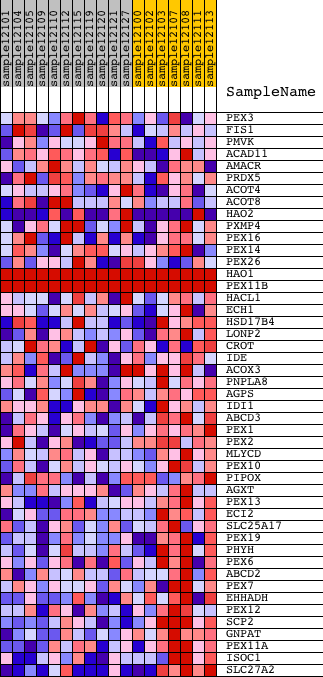 sample12101
sample12104
sample12105
sample12109
sample12110
sample12112
sample12115
sample12120
sample12100
sample12102
sample12103
sample12107
sample12108
sample12111
SampleName
PEX3
FIS1
PMVK
ACAD11
AMACR
PRDX5
ACOT4
ACOT8
HAO2
PXMP4
PEX16
PEX14
PEX26
HAO1
PEX11B
HACL1
ECH1
HSD17B4
LONP2
CROT
IDE
ACOX3
PNPLA8
AGPS
IDI1
ABCD3
PEX1
PEX2
MLYCD
PEX10
PIPOX
AGXT
PEX13
ECI2
SLC25A17
PEX19
PHYH
PEX6
ABCD2
PEX7
EHHADH
PEX12
SCP2
GNPAT
PEX11A
ISOC1
SLC27A2